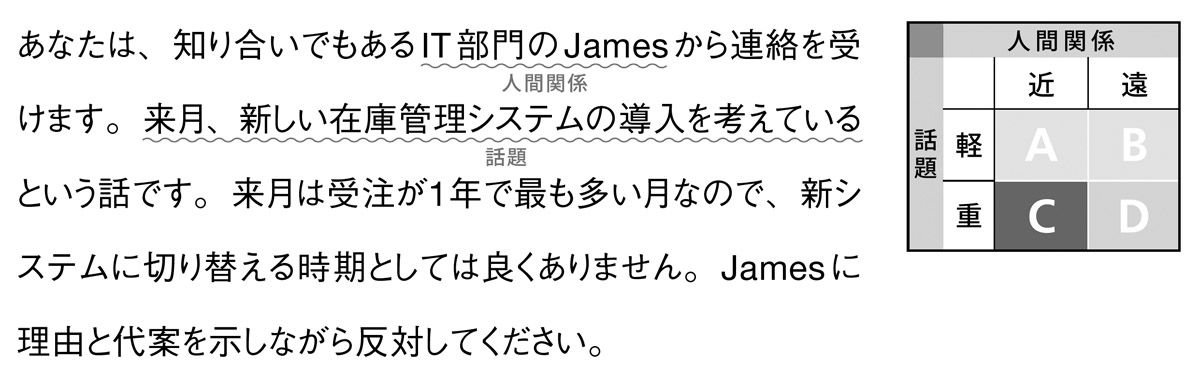 あなたは、知り合いでもあるIT部門のJamesから連絡を受
人間関係
けます。来月、新しい在庫管理システムの導入を考えている
話題
という話です。来月は受注が1年で最も多い月なので、新シ
ステムに切り替える時期としては良くありません。Jamesに
理由と代案を示しながら反対してください。
人間関係
近 遠
話題
軽 A B
重 C D